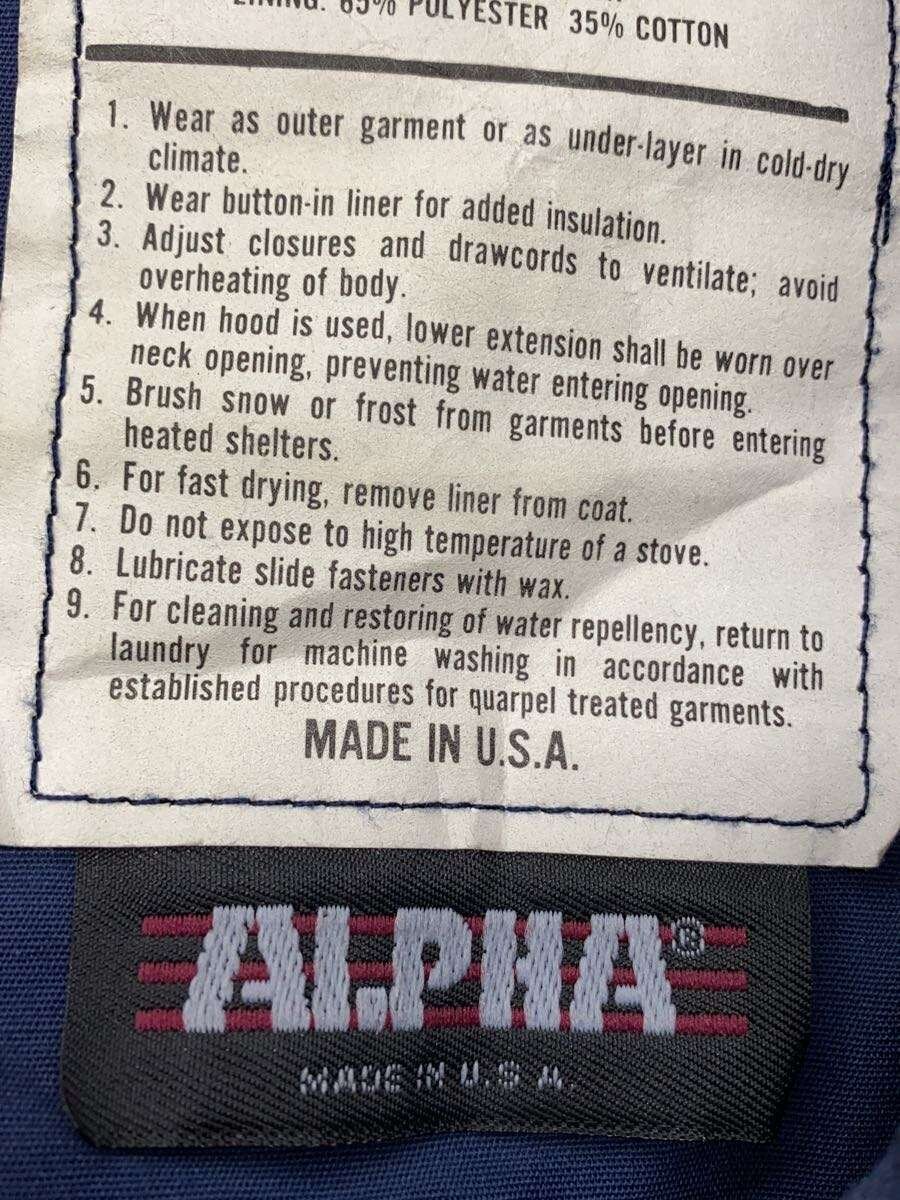 LINING: 65% POLYESTER 35% COTTON
1. Wear as outer garment or as under-layer in cold-dry
climate.
2. Wear button-in liner for added insulation.
3. Adjust closures and drawcords to ventilate; avoid
overheating of body.
4. When hood is used, lower extension shall be worn over
neck opening, preventing water entering opening.
5. Brush snow or frost from garments before entering
heated shelters.
6. For fast drying, remove liner from coat.
7. Do not expose to high temperature of a stove.
8. Lubricate slide fasteners with wax.
9. For cleaning and restoring of water repellency, return to
laundry for machine washing in accordance with
established procedures for quarpel treated garments.
MADE IN U.S.A.
ALPHA®
MADE IN U.S.A.